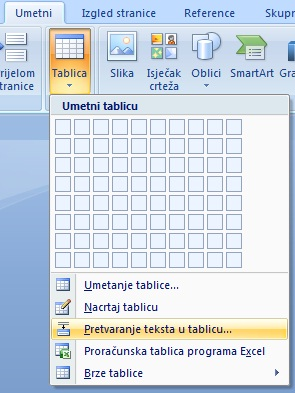 Umetni Izgled stranice Reference Skup
rijelom
tranice
Tablica
Slika
Isječak
crteža
Oblici
SmartArt
Gra
Umetni tablicu
Umetanje tablice...
Nacrtaj tablicu
Pretvaranje teksta u tablicu...
Proračunska tablica programa Excel
Brze tablice